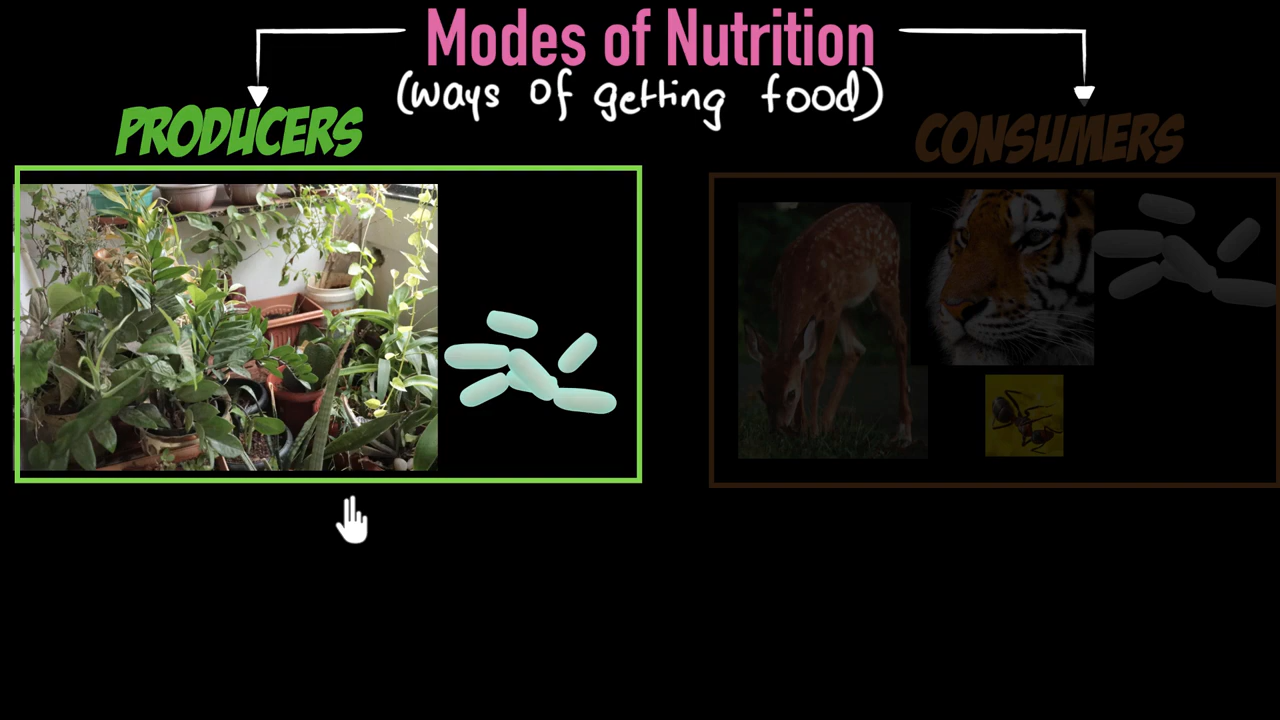 Modes of Nutrition
(ways of getting food)
PRODUCERS
CONSUMERS